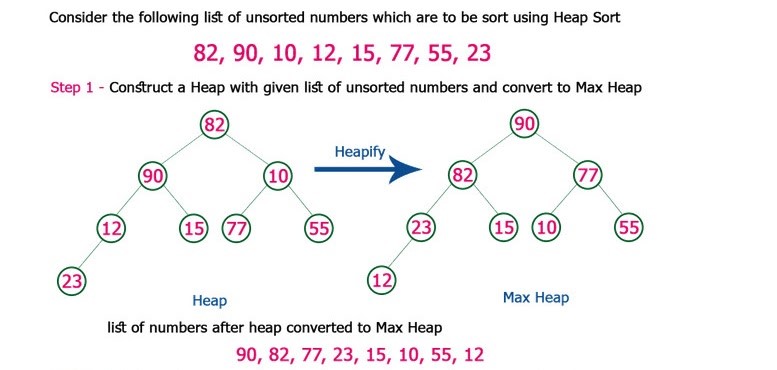 Consider the following list of unsorted numbers which are to be sort using Heap Sort
82, 90, 10, 12, 15, 77, 55, 23
Step 1 - Construct a Heap with given list of unsorted numbers and convert to Max Heap
82
90 10
12 15 77 55
23
Heap
Heapify
90
82 77
23 15 10 55
12
Max Heap
list of numbers after heap converted to Max Heap
90, 82, 77, 23, 15, 10, 55, 12